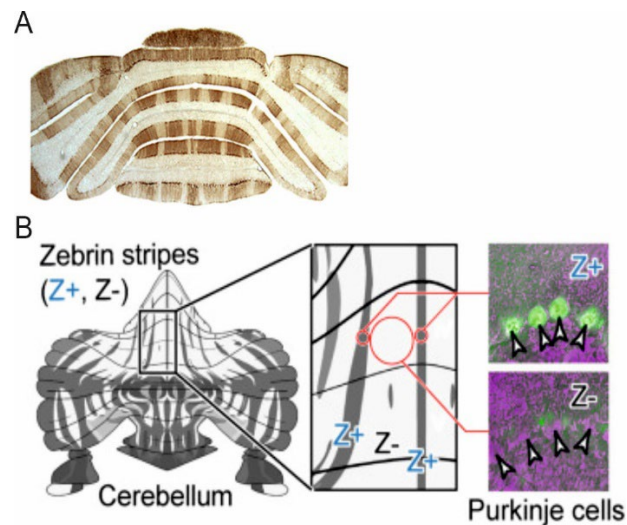 A
B
Zebrin stripes
(Z+, Z-)
Z+
Z-
Z+
Z+
Z-
Cerebellum
Purkinje cells